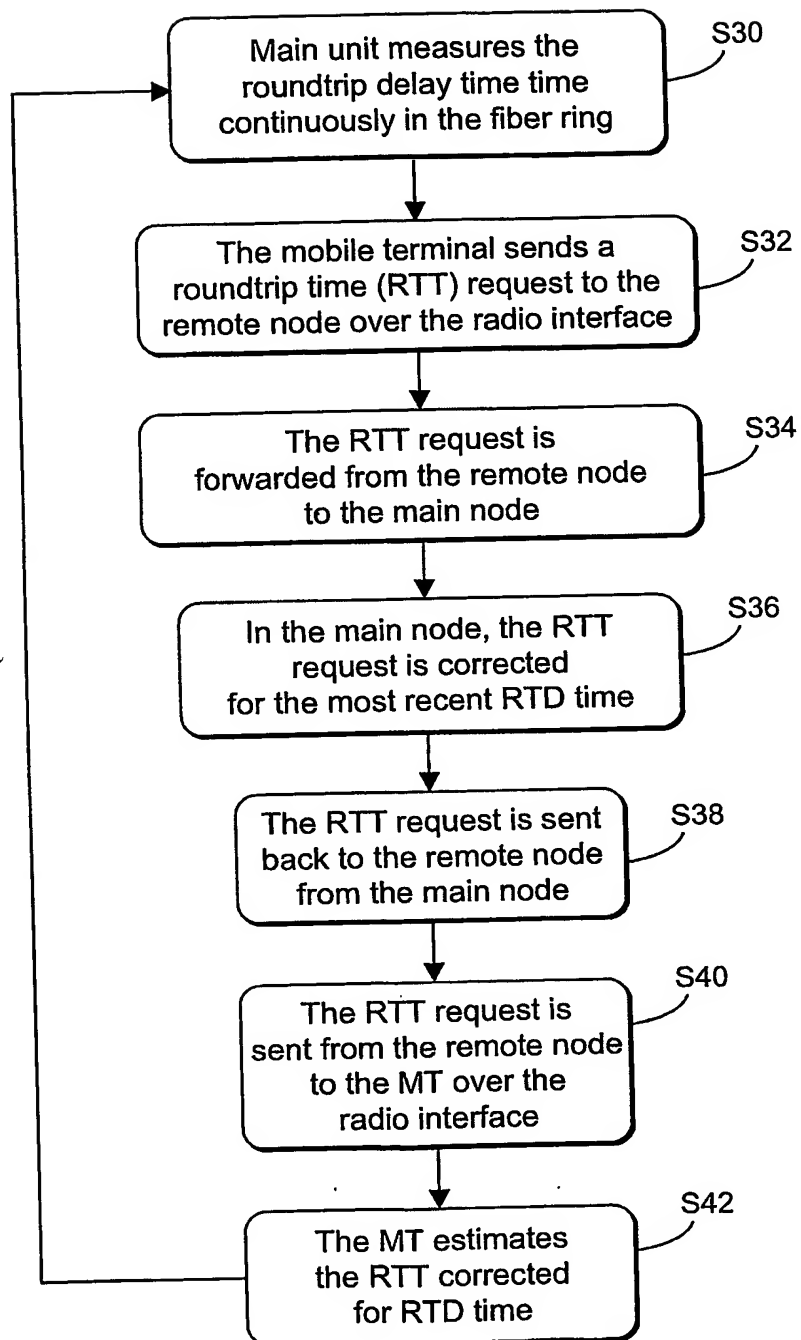 S30
Main unit measures the
roundtrip delay time time
continuously in the fiber ring
S32
The mobile terminal sends a
roundtrip time (RTT) request to the
remote node over the radio interface
S34
The RTT request is
forwarded from the remote node
to the main node
S36
In the main node, the RTT
request is corrected
for the most recent RTD time
S38
The RTT request is sent
back to the remote node
from the main node
S40
The RTT request is
sent from the remote node
to the MT over the
radio interface
S42
The MT estimates
the RTT corrected
for RTD time